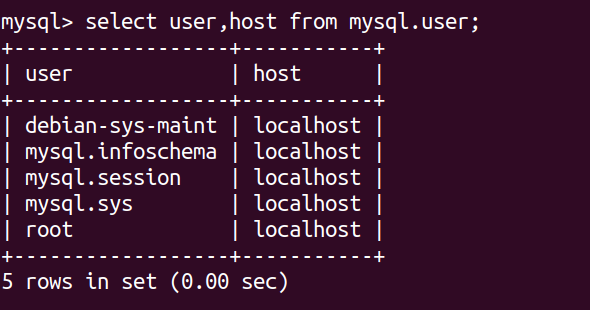 mysql> select user,host from mysql.user;
+------------------+-----------+
| user             | host      |
+------------------+-----------+
| debian-sys-maint | localhost |
| mysql.infoschema | localhost |
| mysql.session    | localhost |
| mysql.sys        | localhost |
| root             | localhost |
+------------------+-----------+
5 rows in set (0.00 sec)